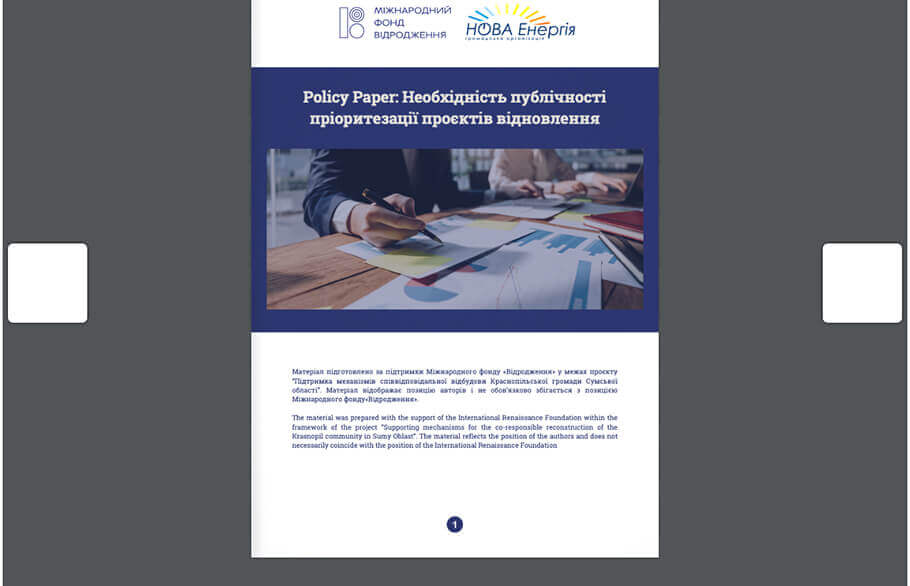 МІЖНАРОДНИЙ
ФОНД
ВІДРОДЖЕННЯ
НОВА Енергія
громадська організація
Policy Paper: Необхідність публічності
пріоритезації проєктів відновлення
Матеріал підготовлено за підтримки Міжнародного фонду «Відродження» у межах проєкту
"Підтримка механізмів співвідповідальної відбудови Краснопільської громади Сумської
області". Матеріал відображає позицію авторів і не обов'язково збігається з позицією
Міжнародного фонду«Відродження».
The material was prepared with the support of the International Renaissance Foundation within the
framework of the project "Supporting mechanisms for the co-responsible reconstruction of the
Krasnopil community in Sumy Oblast". The material reflects the position of the authors and does not
necessarily coincide with the position of the International Renaissance Foundation
1